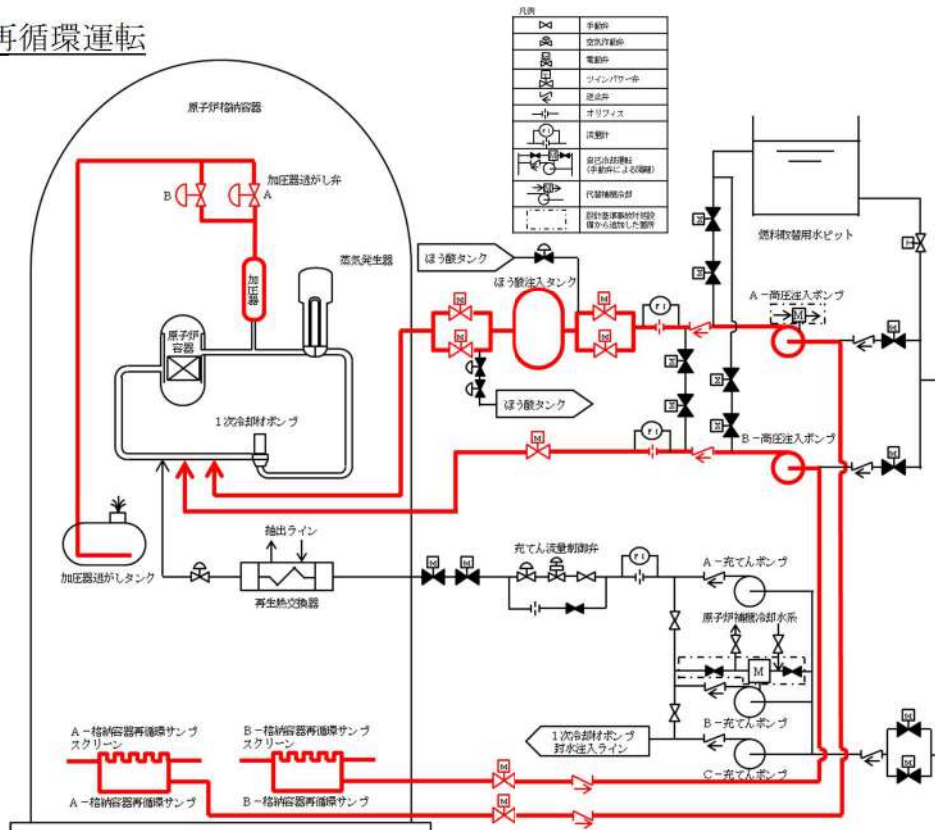 再循環運転
凡例
手動弁
空気作動弁
電動弁
ツインパワー弁
逆止弁
オリフィス
流量計
自己冷却運転
(手動弁による隔離)
代替補機冷却
設計基準事故対処設
備から追加した箇所
原子炉格納容器
加圧器逃がし弁
B
A
蒸気発生器
加圧器
原子炉
容器
1次冷却材ポンプ
加圧器逃がしタンク
ほう酸タンク
ほう酸注入タンク
ほう酸タンク
燃料取替用水ピット
A-高圧注入ポンプ
B-高圧注入ポンプ
抽出ライン
再生熱交換器
充てん流量制御弁
A-充てんポンプ
原子炉補機冷却水系
M
B-充てんポンプ
1次冷却材ポンプ
封水注入ライン
C-充てんポンプ
A-格納容器再循環サンプ
スクリーン
B-格納容器再循環サンプ
スクリーン
A-格納容器再循環サンプ
B-格納容器再循環サンプ